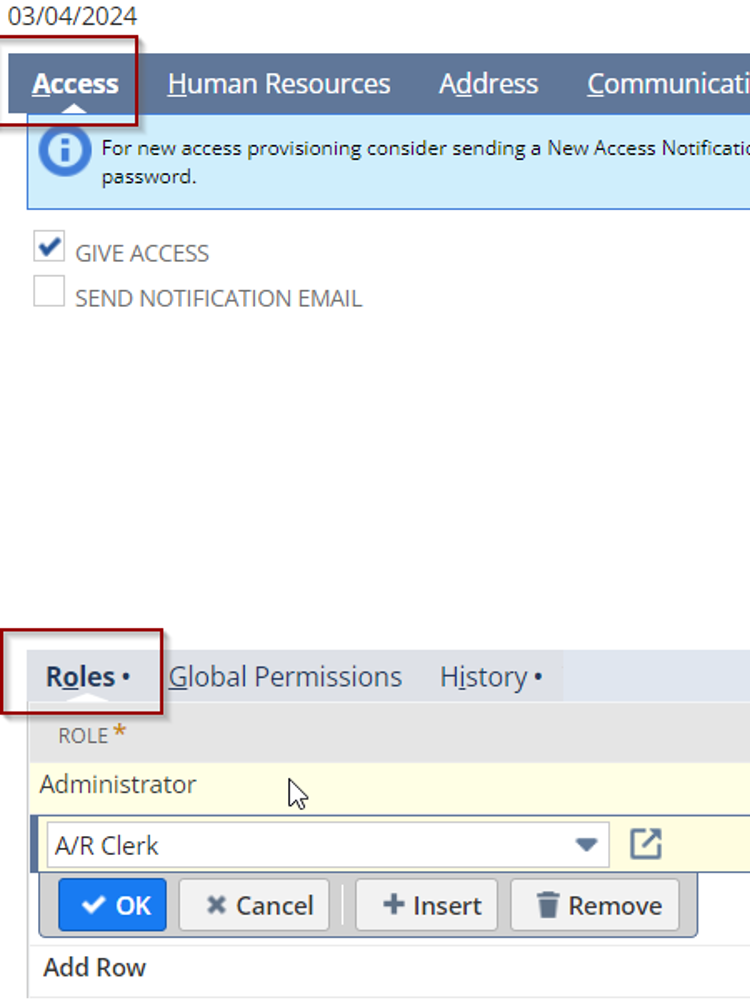 03/04/2024
Access Human Resources Address Communicati
For new access provisioning consider sending a New Access Notificatio
password.
GIVE ACCESS
SEND NOTIFICATION EMAIL
Roles • Global Permissions History •
ROLE *
Administrator
A/R Clerk
OK Cancel Insert Remove
Add Row